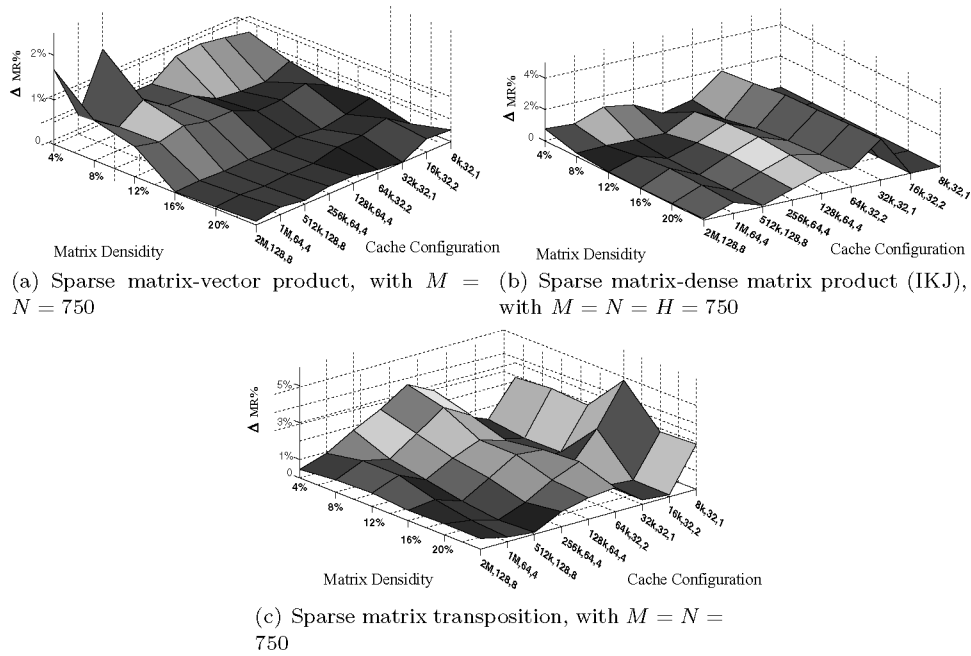 2%
1%
0
Δ MR%
4%
8%
12%
16%
20%
2M,128,8
1M,64,4
512k,128,8
256k,64,4
128k,64,4
64k,32,2
32k,32,1
16k,32,2
8k,32,1
Matrix Densidity
Cache Configuration
(a) Sparse matrix-vector product, with M =
N = 750
4%
2%
0
Δ MR%
4%
8%
12%
16%
20%
2M,128,8
1M,64,4
512k,128,8
256k,64,4
128k,64,4
64k,32,2
32k,32,1
16k,32,2
8k,32,1
Matrix Densidity
Cache Configuration
(b) Sparse matrix-dense matrix product (IKJ),
with M = N = H = 750
5%
3%
1%
0
Δ MR%
4%
8%
12%
16%
20%
2M,128,8
1M,64,4
512k,128,8
256k,64,4
128k,64,4
64k,32,2
32k,32,1
16k,32,2
8k,32,1
Matrix Densidity
Cache Configuration
(c) Sparse matrix transposition, with M = N =
750